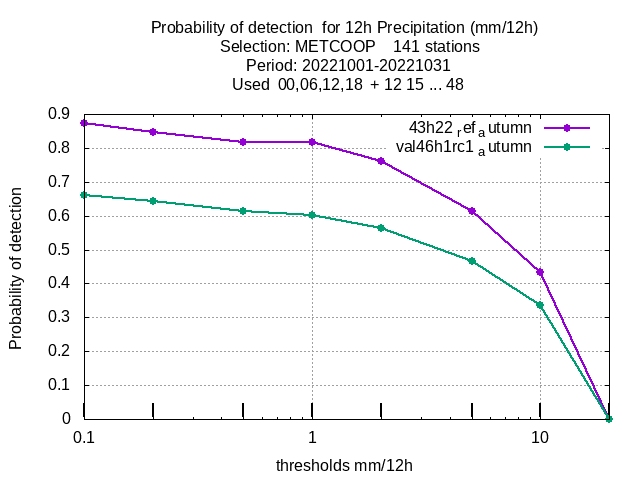 Probability of detection  for 12h Precipitation (mm/12h)
Selection: METCOOP    141 stations
Period: 20221001-20221031
Used  00,06,12,18  + 12 15 ... 48
43h22 ref autumn
val46h1rc1 autumn
Probability of detection
0.9
0.8
0.7
0.6
0.5
0.4
0.3
0.2
0.1
0
0.1 1 10
thresholds mm/12h